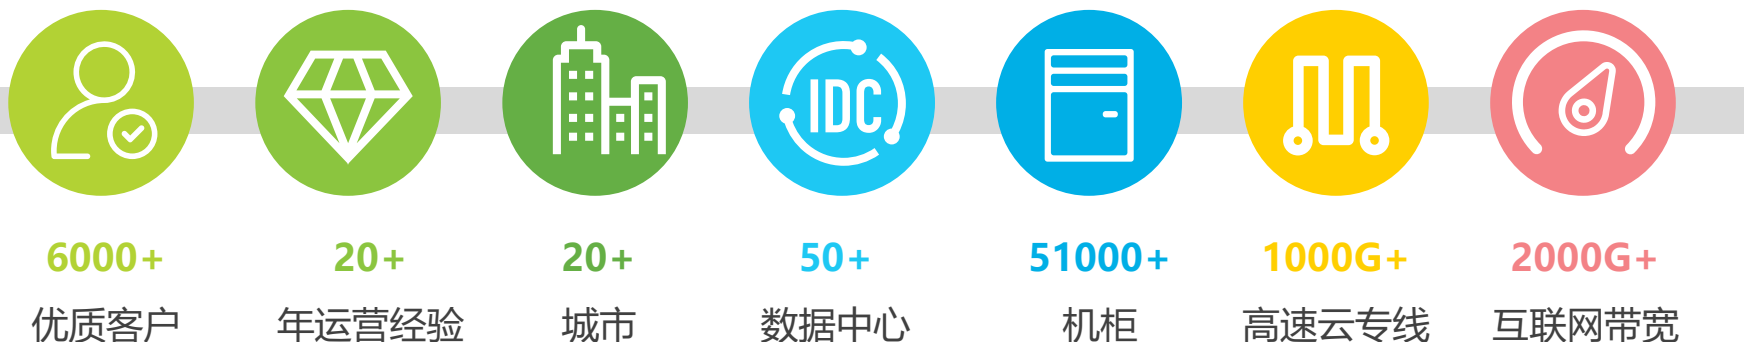 IDC
6000+ 20+ 20+ 50+ 51000+ 1000G+ 2000G+
优质客户 年运营经验 城市 数据中心 机柜 高速云专线 互联网带宽